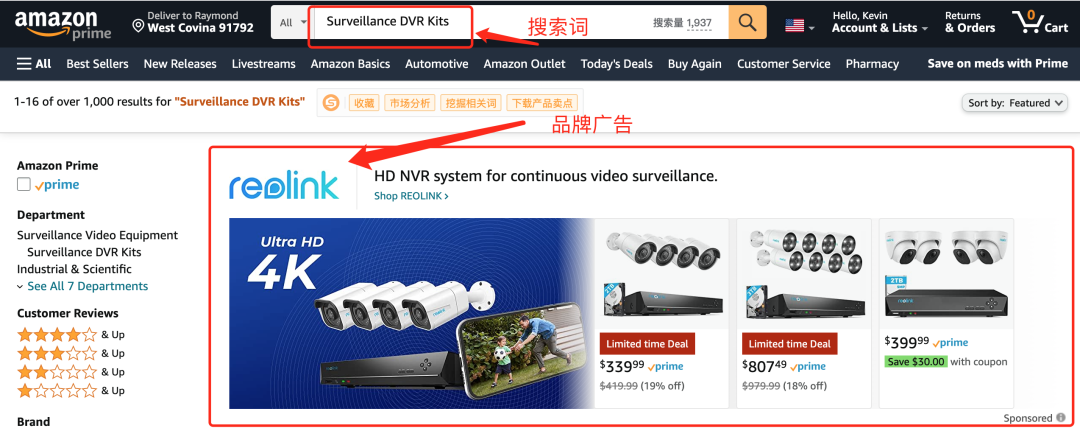 amazon prime
Deliver to Raymond
West Covina 91792
All
Surveillance DVR Kits
搜索量 1,937
搜索词
Hello, Kevin
Account & Lists
Returns
& Orders
0
Cart
All
Best Sellers
New Releases
Livestreams
Amazon Basics
Automotive
Amazon Outlet
Today's Deals
Buy Again
Customer Service
Pharmacy
Save on meds with Prime
1-16 of over 1,000 results for "Surveillance DVR Kits"
收藏
市场分析
挖掘相关词
下载产品卖点
Sort by: Featured
品牌广告
Amazon Prime
prime
Department
Surveillance Video Equipment
Surveillance DVR Kits
Industrial & Scientific
See All 7 Departments
Customer Reviews
& Up
& Up
& Up
& Up
Brand
reolink
HD NVR system for continuous video surveillance.
Shop REOLINK ›
Ultra HD
4K
Limited time Deal
$339⁹⁹ prime
$419.99 (19% off)
Limited time Deal
$807⁴⁹ prime
$979.99 (18% off)
2TB
reolink
$399⁹⁹ prime
Save $30.00 with coupon
Sponsored